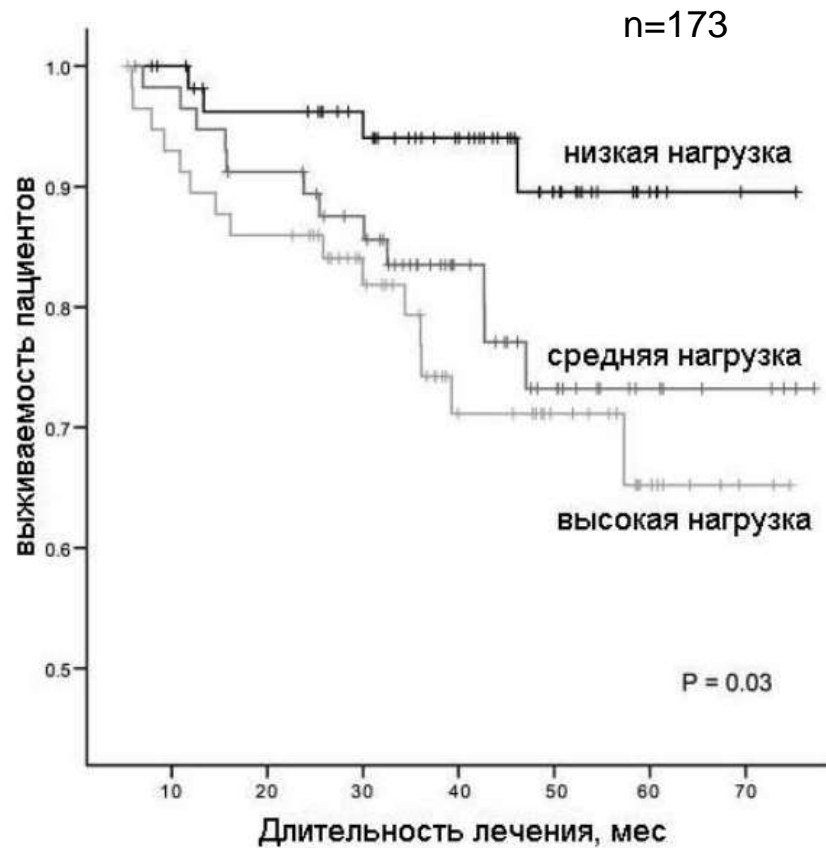 n=173
1.0
0.9
0.8
0.7
0.6
0.5
выживаемость пациентов
низкая нагрузка
средняя нагрузка
высокая нагрузка
P = 0.03
10 20 30 40 50 60 70
Длительность лечения, мес